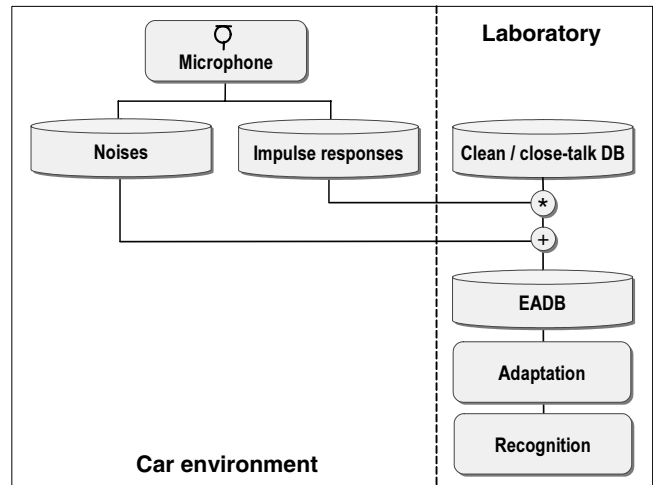 Laboratory
Microphone
Noises
Impulse responses
Clean / close-talk DB
*
+
EADB
Adaptation
Recognition
Car environment